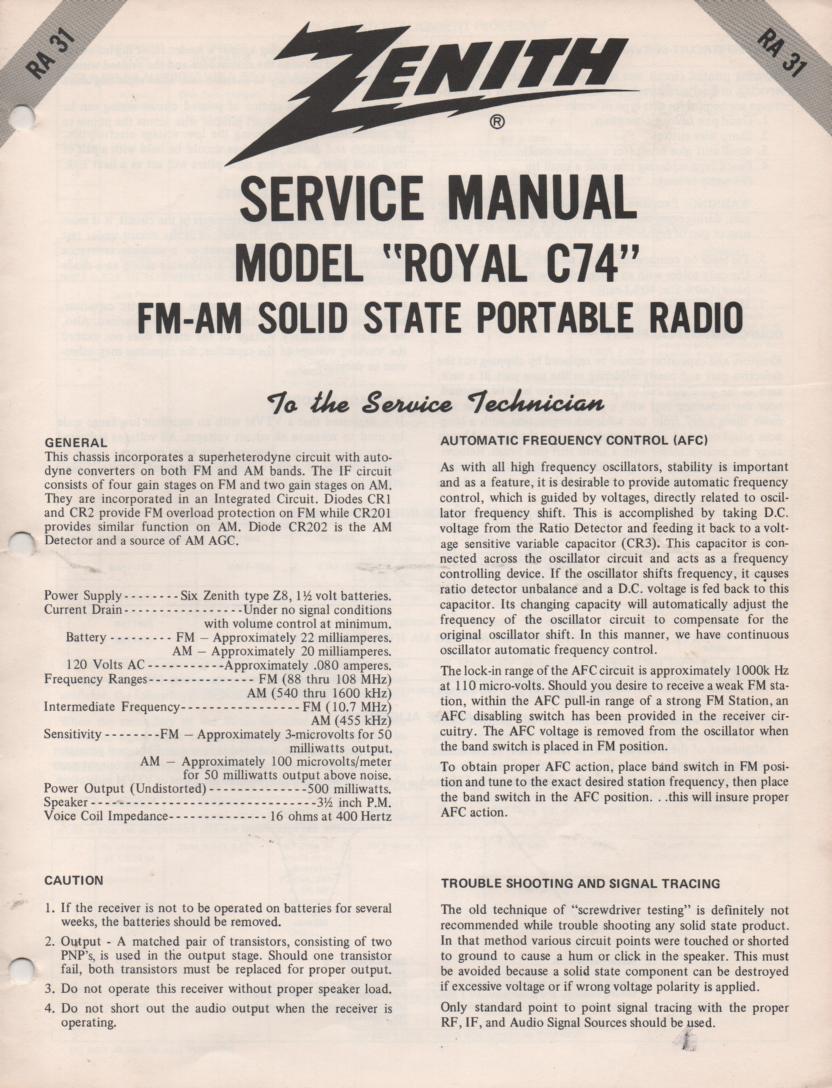 RA 31
RA 31
ZENITH
®
SERVICE MANUAL
MODEL "ROYAL C74"
FM-AM SOLID STATE PORTABLE RADIO
To the Service Technician
GENERAL
This chassis incorporates a superheterodyne circuit with auto-
dyne converters on both FM and AM bands. The IF circuit
consists of four gain stages on FM and two gain stages on AM.
They are incorporated in an Integrated Circuit. Diodes CR1
and CR2 provide FM overload protection on FM while CR201
provides similar function on AM. Diode CR202 is the AM
Detector and a source of AM AGC.
Power Supply - - - - - - - - Six Zenith type Z8, 1½ volt batteries.
Current Drain - - - - - - - - - - - - - - - - - Under no signal conditions
with volume control at minimum.
Battery - - - - - - - - - FM — Approximately 22 milliamperes.
AM — Approximately 20 milliamperes.
120 Volts AC - - - - - - - - - - - Approximately .080 amperes.
Frequency Ranges - - - - - - - - - - - - - - - FM (88 thru 108 MHz)
AM (540 thru 1600 kHz)
Intermediate Frequency - - - - - - - - - - - - - - - - - FM (10.7 MHz)
AM (455 kHz)
Sensitivity - - - - - - - - FM — Approximately 3-microvolts for 50
milliwatts output.
AM — Approximately 100 microvolts/meter
for 50 milliwatts output above noise.
Power Output (Undistorted) - - - - - - - - - - - - - - 500 milliwatts.
Speaker - - - - - - - - - - - - - - - - - - - - - - - - - - - - - - - - 3½ inch P.M.
Voice Coil Impedance - - - - - - - - - - - - - - 16 ohms at 400 Hertz
CAUTION
1. If the receiver is not to be operated on batteries for several
weeks, the batteries should be removed.
2. Output - A matched pair of transistors, consisting of two
PNP's, is used in the output stage. Should one transistor
fail, both transistors must be replaced for proper output.
3. Do not operate this receiver without proper speaker load.
4. Do not short out the audio output when the receiver is
operating.
AUTOMATIC FREQUENCY CONTROL (AFC)
As with all high frequency oscillators, stability is important
and as a feature, it is desirable to provide automatic frequency
control, which is guided by voltages, directly related to oscil-
lator frequency shift. This is accomplished by taking D.C.
voltage from the Ratio Detector and feeding it back to a volt-
age sensitive variable capacitor (CR3). This capacitor is con-
nected across the oscillator circuit and acts as a frequency
controlling device. If the oscillator shifts frequency, it causes
ratio detector unbalance and a D.C. voltage is fed back to this
capacitor. Its changing capacity will automatically adjust the
frequency of the oscillator circuit to compensate for the
original oscillator shift. In this manner, we have continuous
oscillator automatic frequency control.
The lock-in range of the AFC circuit is approximately 1000k Hz
at 110 micro-volts. Should you desire to receive a weak FM sta-
tion, within the AFC pull-in range of a strong FM Station, an
AFC disabling switch has been provided in the receiver cir-
cuitry. The AFC voltage is removed from the oscillator when
the band switch is placed in FM position.
To obtain proper AFC action, place band switch in FM posi-
tion and tune to the exact desired station frequency, then place
the band switch in the AFC position. . .this will insure proper
AFC action.
TROUBLE SHOOTING AND SIGNAL TRACING
The old technique of "screwdriver testing" is definitely not
recommended while trouble shooting any solid state product.
In that method various circuit points were touched or shorted
to ground to cause a hum or click in the speaker. This must
be avoided because a solid state component can be destroyed
if excessive voltage or if wrong voltage polarity is applied.
Only standard point to point signal tracing with the proper
RF, IF, and Audio Signal Sources should be used.